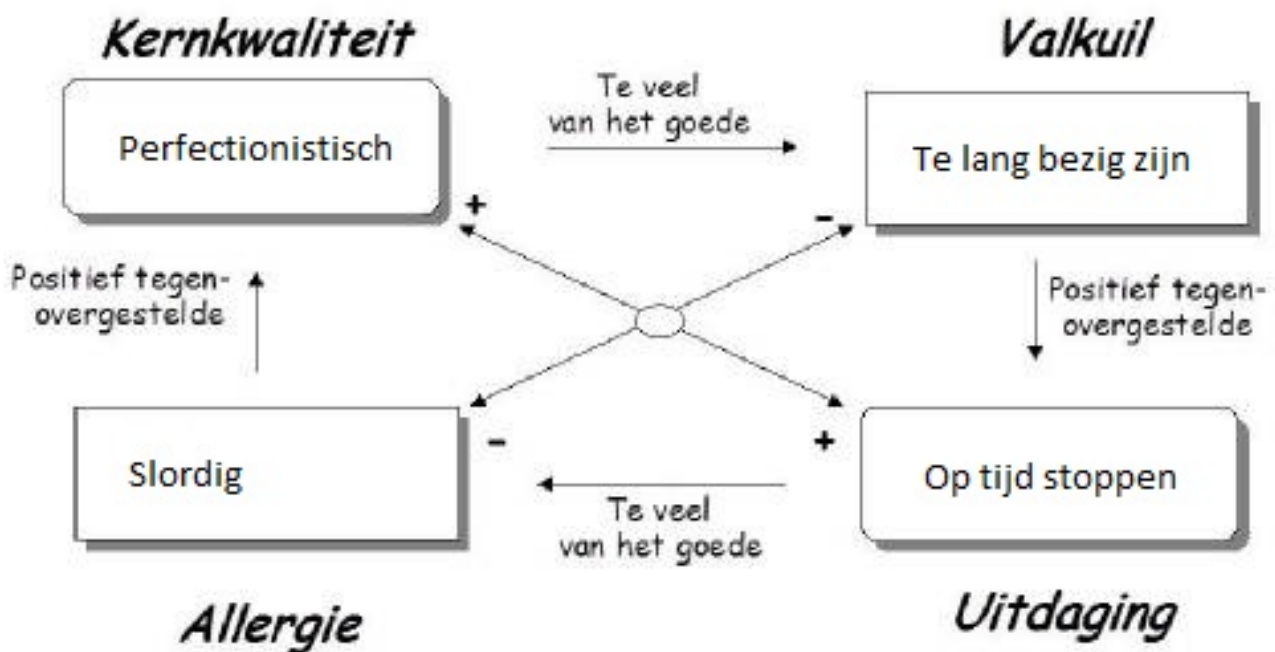 Kernkwaliteit
Valkuil
Te veel
van het goede
Perfectionistisch
Te lang bezig zijn
+
-
Positief tegen-
overgestelde
Positief tegen-
overgestelde
-
+
Slordig
Op tijd stoppen
Te veel
van het goede
Allergie
Uitdaging